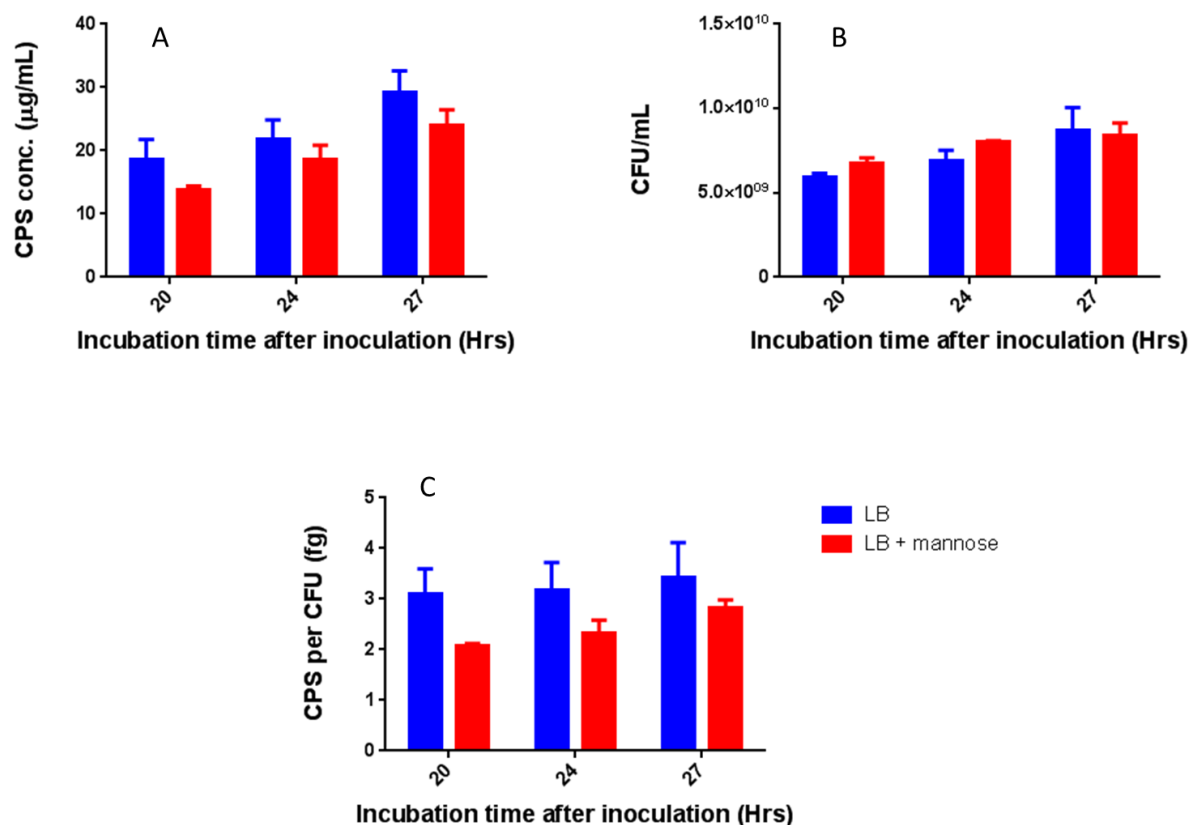 A
CPS conc. (µg/mL)
40
30
20
10
0
20
24
27
Incubation time after inoculation (Hrs)
B
CFU/mL
1.5×10¹⁰
1.0×10¹⁰
5.0×10⁰⁹
0
20
24
27
Incubation time after inoculation (Hrs)
C
CPS per CFU (fg)
5
4
3
2
1
0
20
24
27
Incubation time after inoculation (Hrs)
LB
LB + mannose